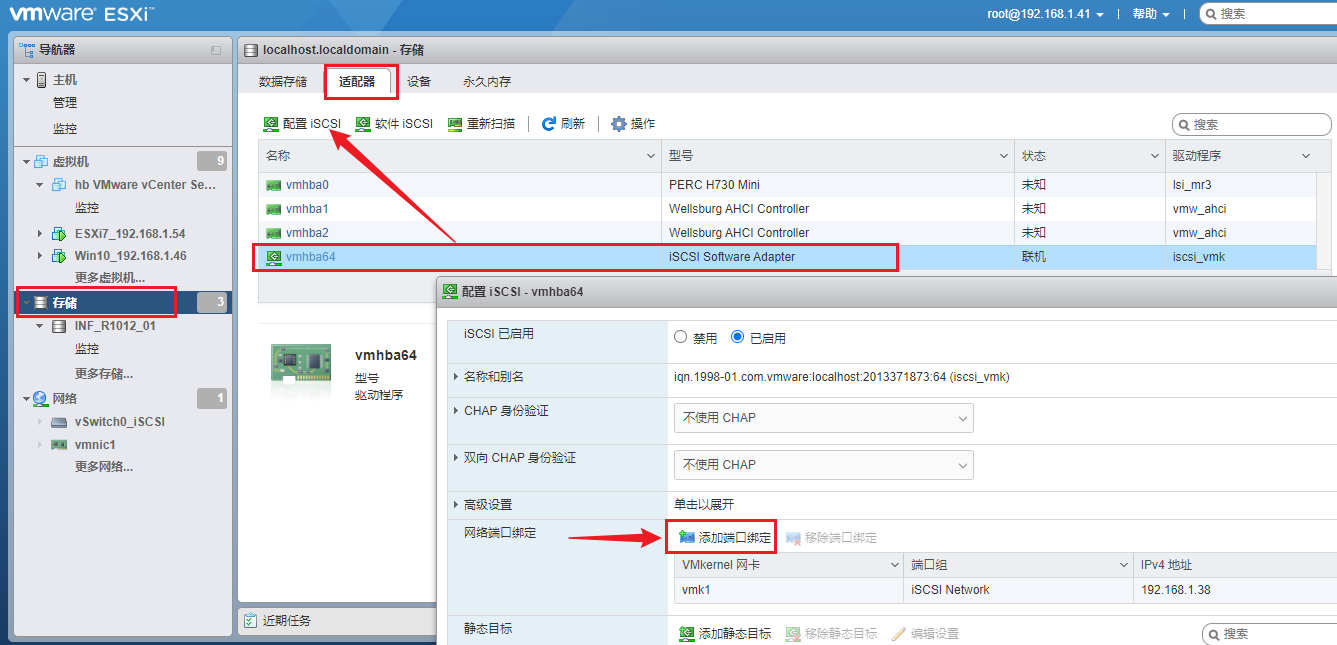 vmware ESXi™
root@192.168.1.41
帮助
搜索
导航器
主机
管理
监控
虚拟机
9
hb VMware vCenter Se...
监控
ESXi7_192.168.1.54
Win10_192.168.1.46
更多虚拟机...
存储
3
INF_R1012_01
监控
更多存储...
网络
1
vSwitch0_iSCSI
vmnic1
更多网络...
localhost.localdomain - 存储
数据存储
适配器
设备
永久内存
配置 iSCSI
软件 iSCSI
重新扫描
刷新
操作
搜索
名称
型号
状态
驱动程序
vmhba0
PERC H730 Mini
未知
lsi_mr3
vmhba1
Wellsburg AHCI Controller
未知
vmw_ahci
vmhba2
Wellsburg AHCI Controller
未知
vmw_ahci
vmhba64
iSCSI Software Adapter
联机
iscsi_vmk
vmhba64
型号
驱动程序
近期任务
配置 iSCSI - vmhba64
iSCSI 已启用
禁用
已启用
名称和别名
iqn.1998-01.com.vmware:localhost:2013371873:64 (iscsi_vmk)
CHAP 身份验证
不使用 CHAP
双向 CHAP 身份验证
不使用 CHAP
高级设置
单击以展开
网络端口绑定
添加端口绑定
移除端口绑定
VMkernel 网卡
端口组
IPv4 地址
vmk1
iSCSI Network
192.168.1.38
静态目标
添加静态目标
移除静态目标
编辑设置
搜索